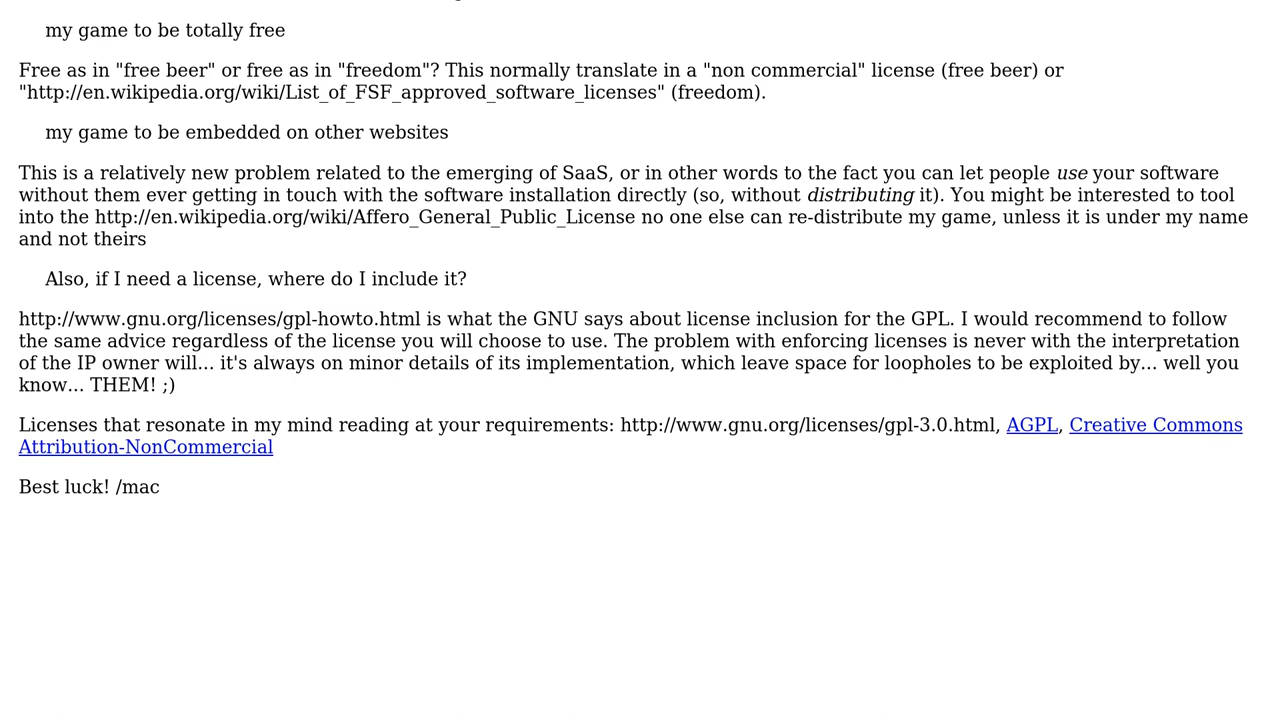 my game to be totally free
Free as in "free beer" or free as in "freedom"? This normally translate in a "non commercial" license (free beer) or
"http://en.wikipedia.org/wiki/List_of_FSF_approved_software_licenses" (freedom).
my game to be embedded on other websites
This is a relatively new problem related to the emerging of SaaS, or in other words to the fact you can let people use your software
without them ever getting in touch with the software installation directly (so, without distributing it). You might be interested to tool
into the http://en.wikipedia.org/wiki/Affero_General_Public_License no one else can re-distribute my game, unless it is under my name
and not theirs
Also, if I need a license, where do I include it?
http://www.gnu.org/licenses/gpl-howto.html is what the GNU says about license inclusion for the GPL. I would recommend to follow
the same advice regardless of the license you will choose to use. The problem with enforcing licenses is never with the interpretation
of the IP owner will... it's always on minor details of its implementation, which leave space for loopholes to be exploited by... well you
know... THEM! ;)
Licenses that resonate in my mind reading at your requirements: http://www.gnu.org/licenses/gpl-3.0.html, AGPL, Creative Commons
Attribution-NonCommercial
Best luck! /mac